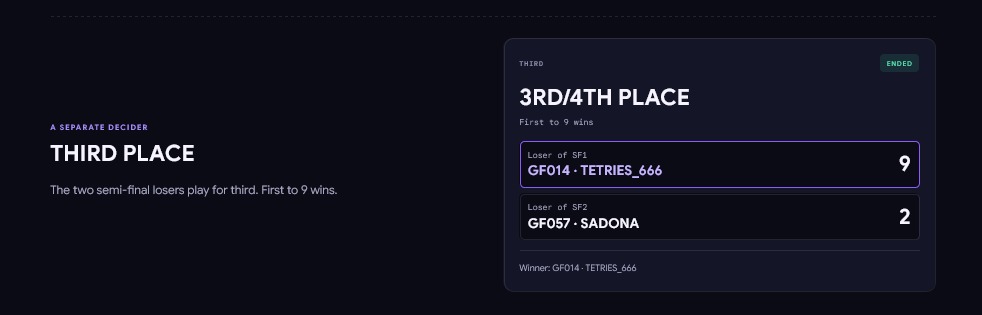 A SEPARATE DECIDER
THIRD PLACE
The two semi-final losers play for third. First to 9 wins.
THIRD
ENDED
3RD/4TH PLACE
First to 9 wins
Loser of SF1
GF014 · TETRIES_666
9
Loser of SF2
GF057 · SADONA
2
Winner: GF014 · TETRIES_666